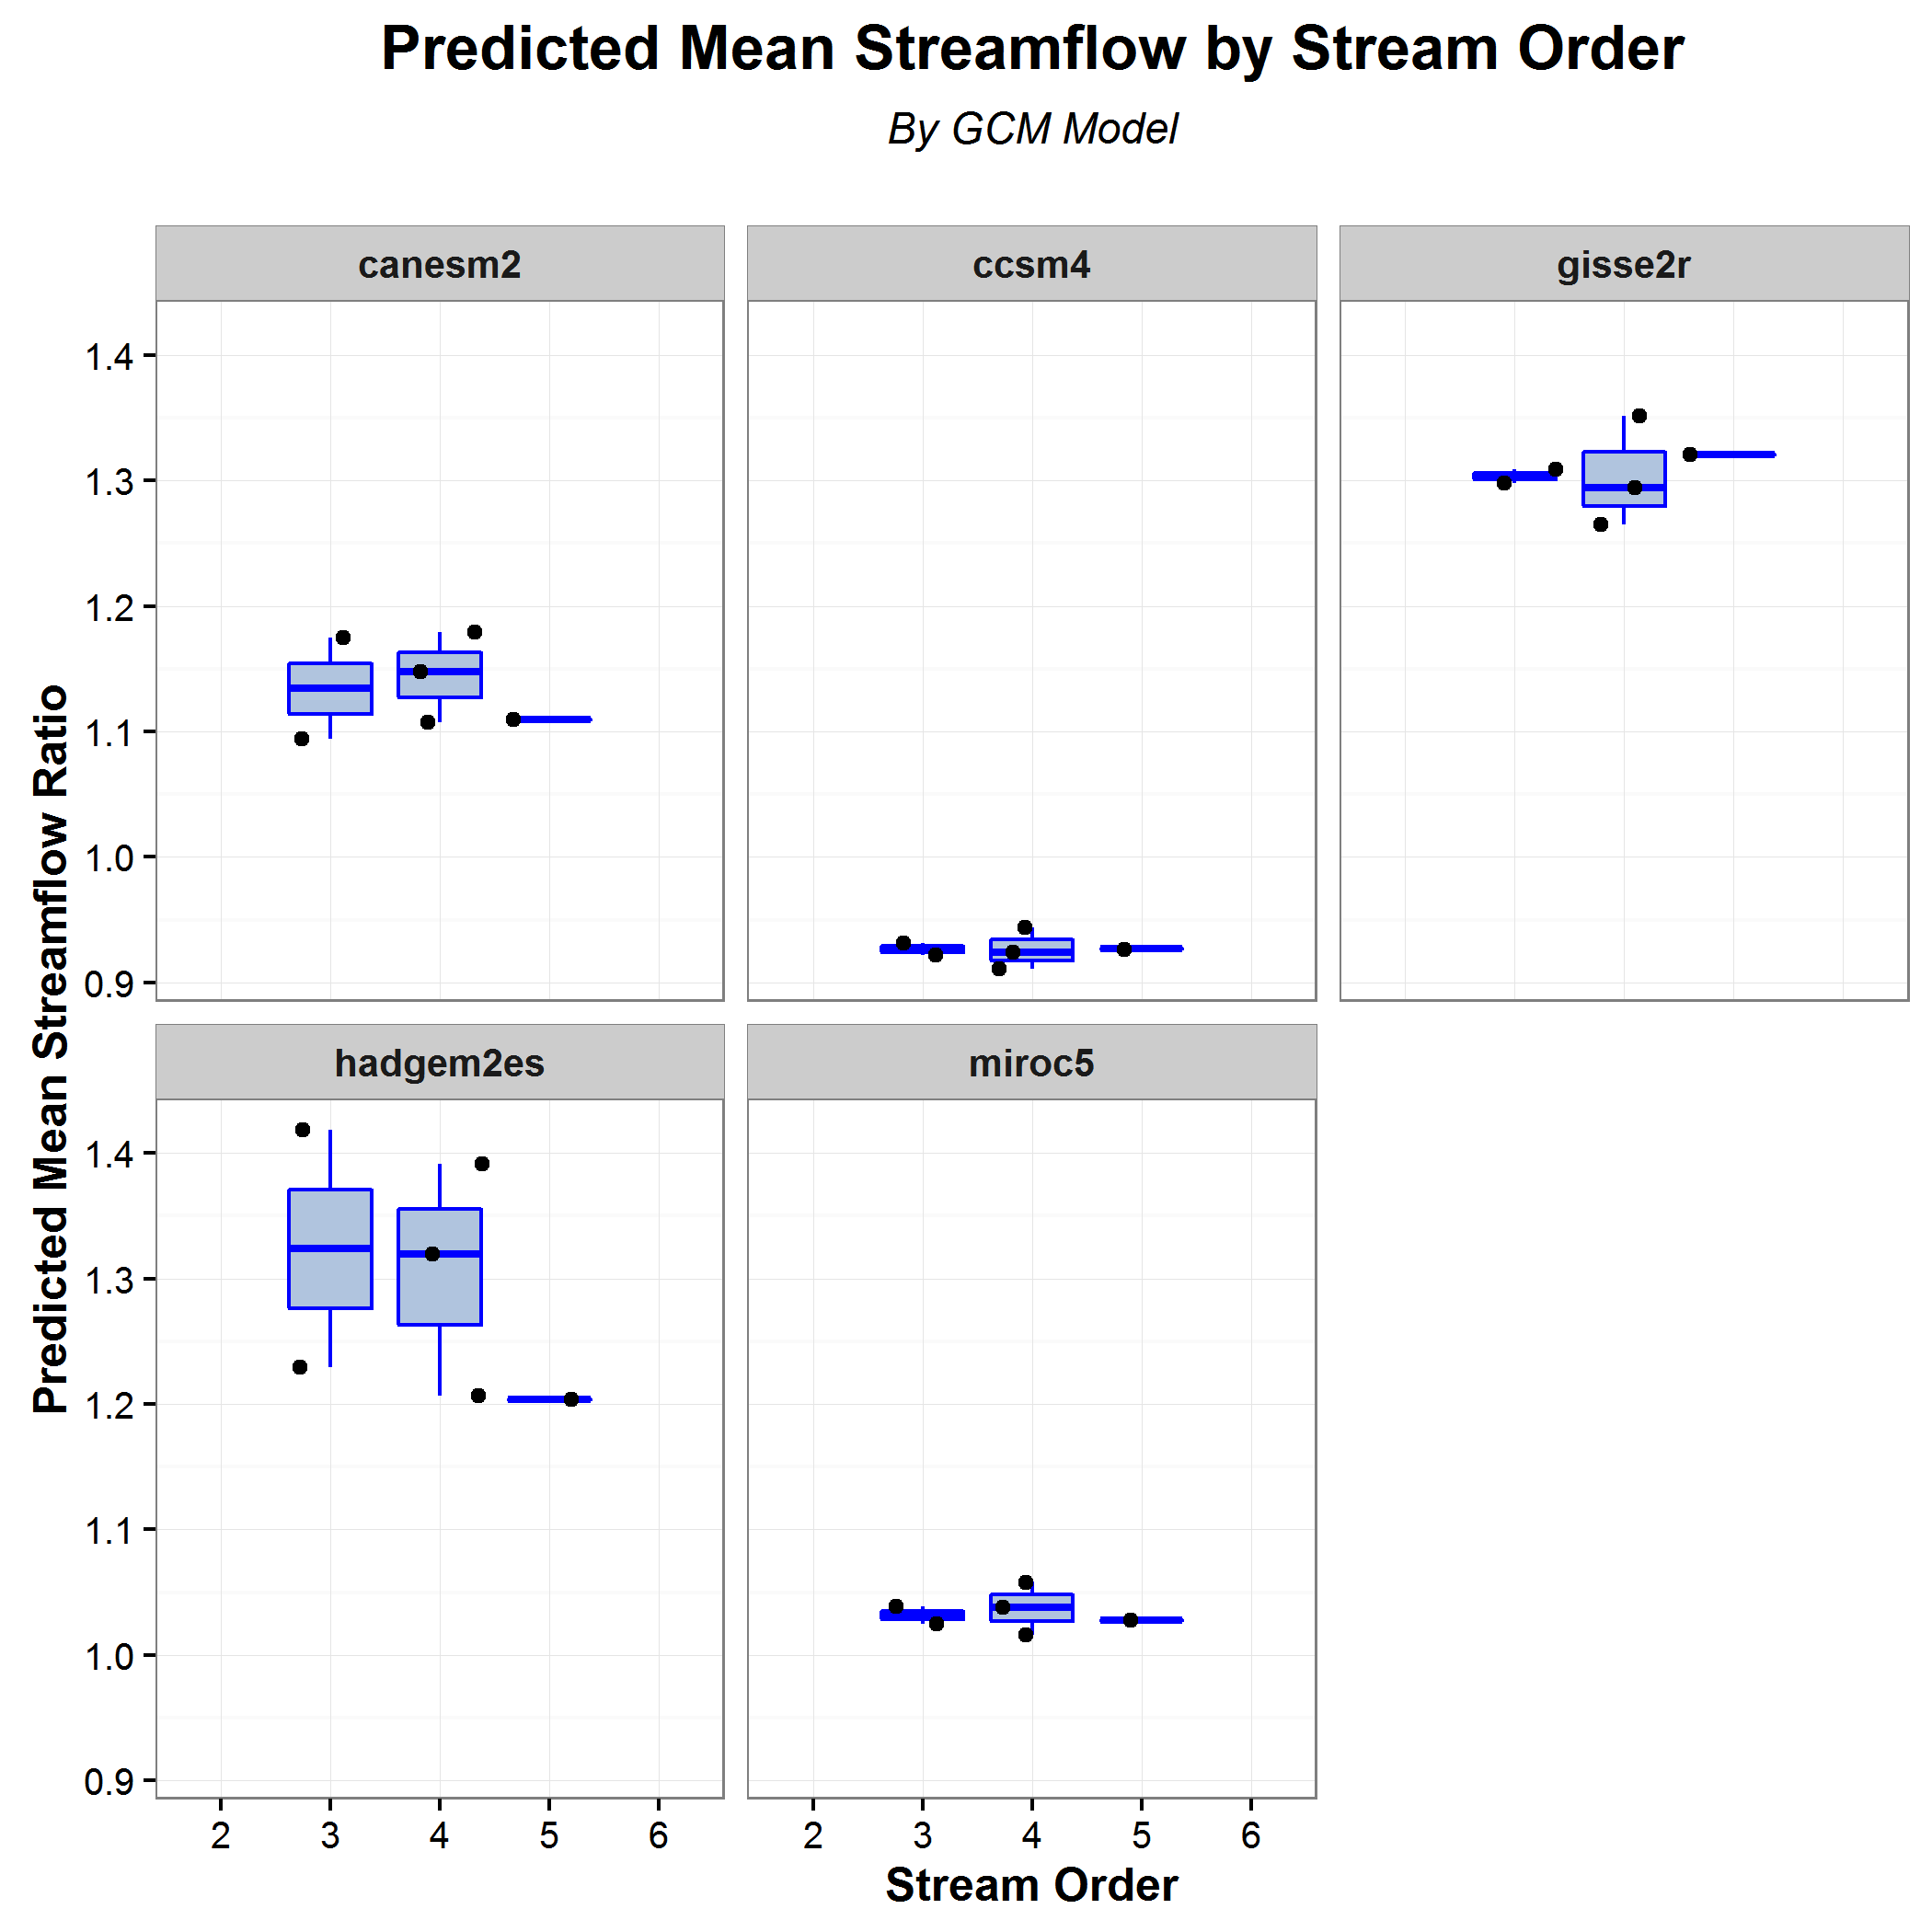 Predicted Mean Streamflow by Stream Order
By GCM Model
canesm2
ccsm4
gisse2r
1.4
1.3
1.2
1.1
1.0
0.9
Predicted Mean Streamflow Ratio
hadgem2es
miroc5
1.4
1.3
1.2
1.1
1.0
0.9
2 3 4 5 6
2 3 4 5 6
Stream Order